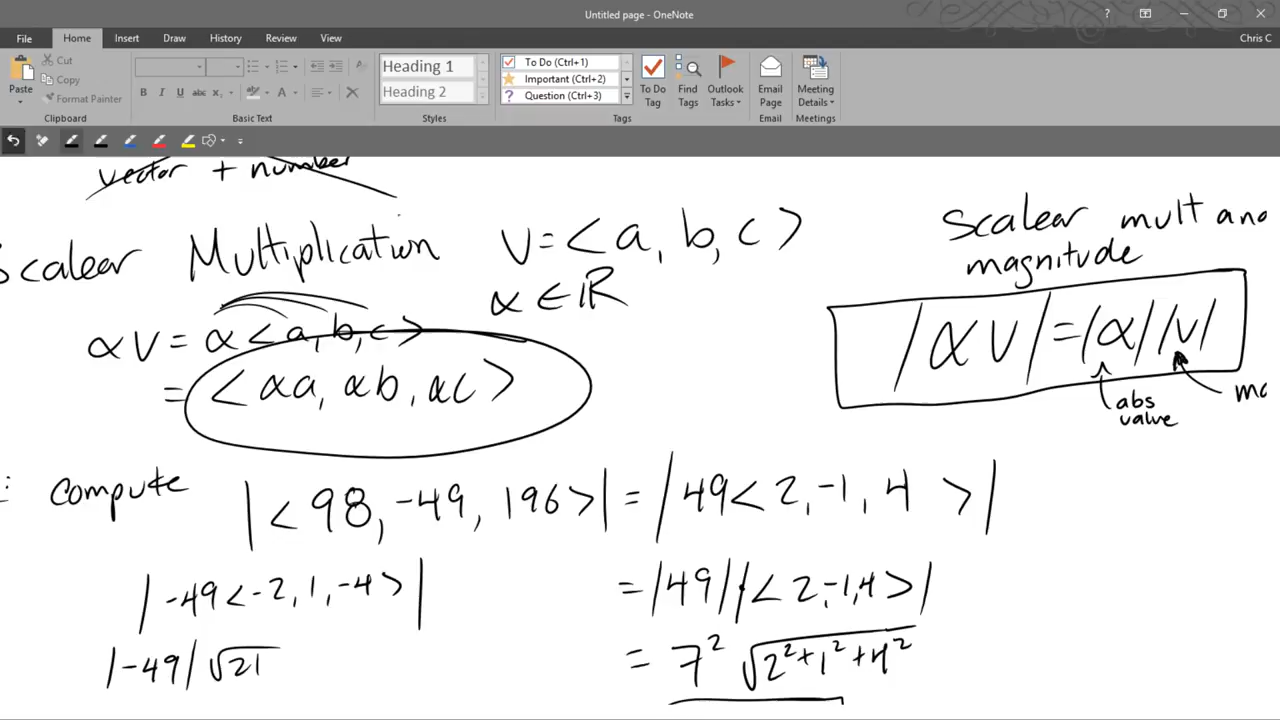 Untitled page - OneNote
File Home Insert Draw History Review View
Chris C
Paste Cut Copy Format Painter
B I U abc
Heading 1
Heading 2
To Do (Ctrl+1)
Important (Ctrl+2)
Question (Ctrl+3)
To Do Tag
Find Tags
Outlook Tasks
Email Page
Meeting Details
Clipboard Basic Text Styles Tags Email Meetings
vector + number
Scalear Multiplication V = <a, b, c>
α ∈ ℝ
αV = α<a, b, c>
= <αa, αb, αc>
Scalear mult and
magnitude
|αV| = |α||v|
abs
value
: compute |<98, -49, 196>| = |49<2, -1, 4>|
|-49<-2, 1, -4>| = |49||<2, -1, 4>|
|-49|√21 = 7² √2²+1²+4²